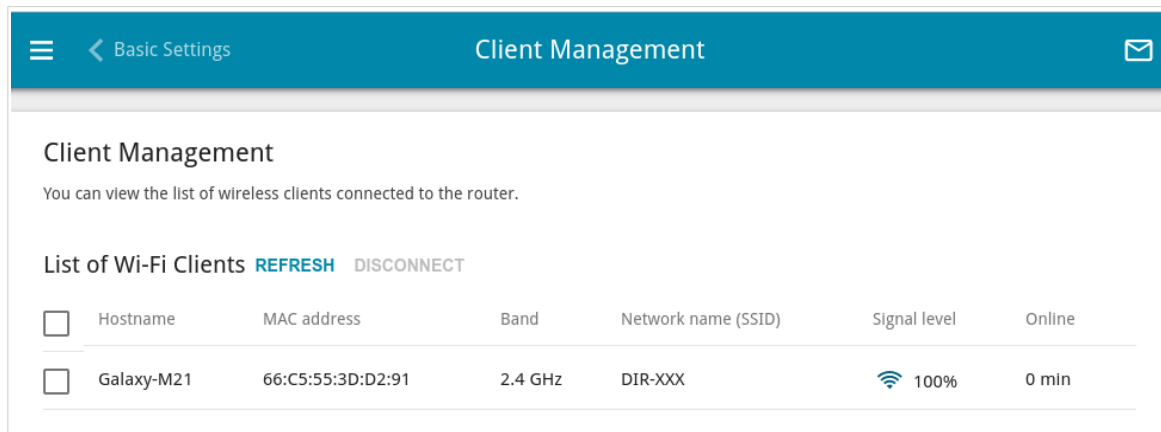 Basic Settings Client Management
Client Management
You can view the list of wireless clients connected to the router.
List of Wi-Fi Clients REFRESH DISCONNECT
Hostname MAC address Band Network name (SSID) Signal level Online
Galaxy-M21 66:C5:55:3D:D2:91 2.4 GHz DIR-XXX 100% 0 min